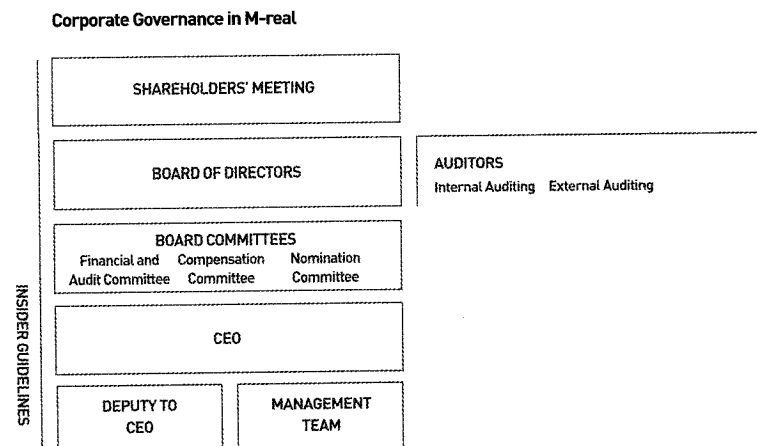 Corporate Governance in M-real
SHAREHOLDERS' MEETING
BOARD OF DIRECTORS
AUDITORS
Internal Auditing External Auditing
BOARD COMMITTEES
Financial and Compensation Nomination
Audit Committee Committee Committee
INSIDER GUIDELINES
CEO
DEPUTY TO
CEO
MANAGEMENT
TEAM